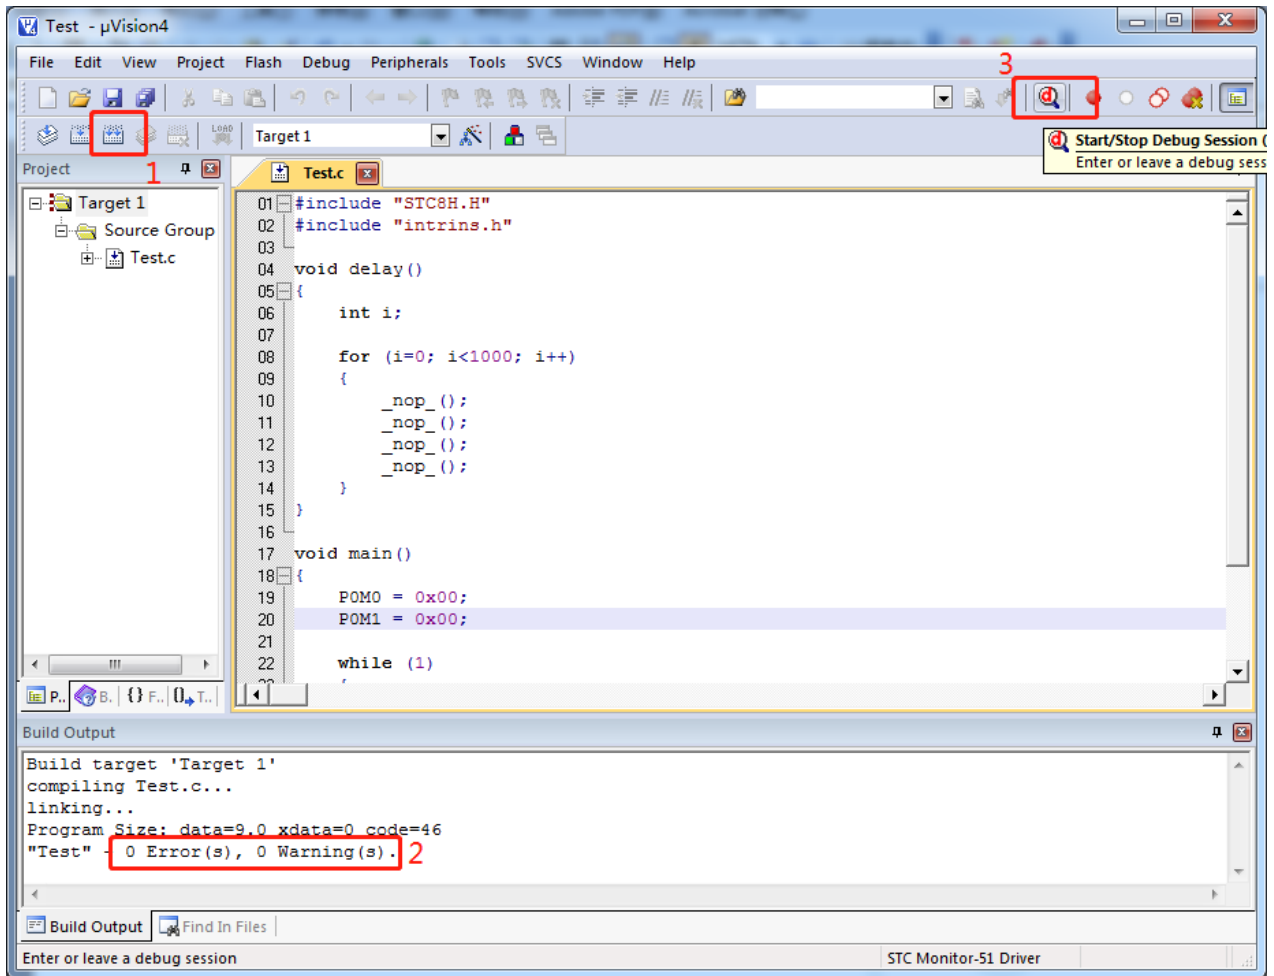 Test - µVision4
File Edit View Project Flash Debug Peripherals Tools SVCS Window Help
3
LOAD Target 1
Start/Stop Debug Session (
Enter or leave a debug sess
1
Project
Test.c
Target 1
Source Group
Test.c
01 #include "STC8H.H"
02 #include "intrins.h"
03
04 void delay()
05 {
06 int i;
07
08 for (i=0; i<1000; i++)
09 {
10 _nop_();
11 _nop_();
12 _nop_();
13 _nop_();
14 }
15 }
16
17 void main()
18 {
19 P0M0 = 0x00;
20 P0M1 = 0x00;
21
22 while (1)
P.. B. {} F.. T..
Build Output
Build target 'Target 1'
compiling Test.c...
linking...
Program Size: data=9.0 xdata=0 code=46
"Test" - 0 Error(s), 0 Warning(s).
2
Build Output Find In Files
Enter or leave a debug session STC Monitor-51 Driver